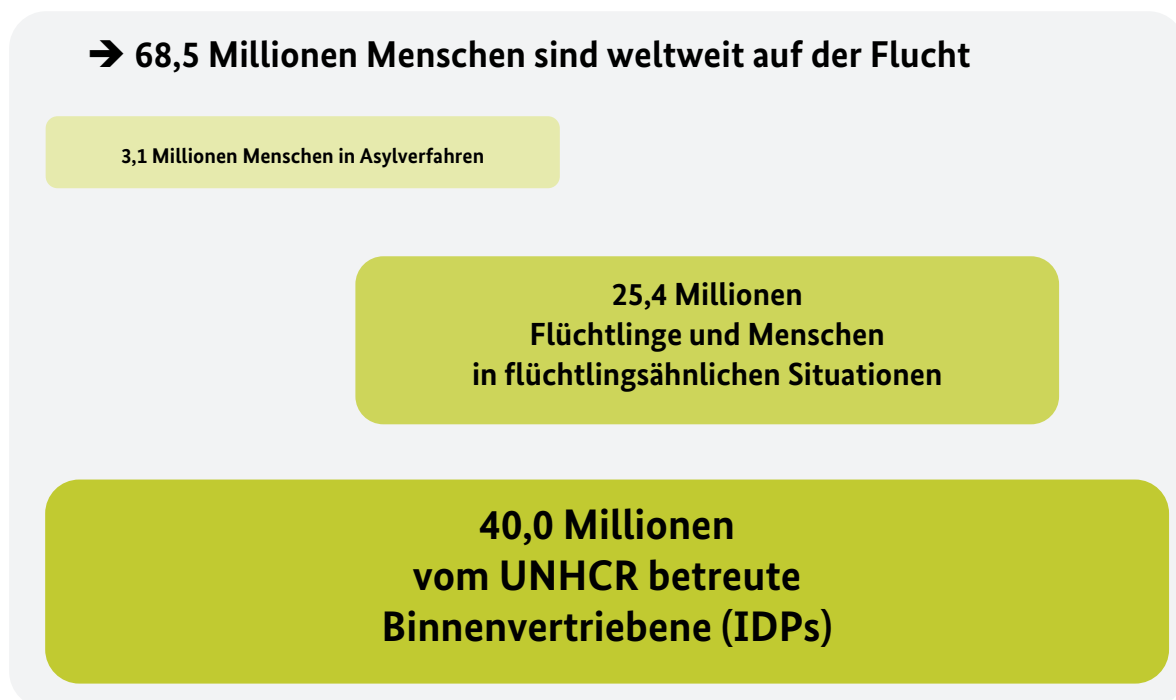 ➔ 68,5 Millionen Menschen sind weltweit auf der Flucht
3,1 Millionen Menschen in Asylverfahren
25,4 Millionen
Flüchtlinge und Menschen
in flüchtlingsähnlichen Situationen
40,0 Millionen
vom UNHCR betreute
Binnenvertriebene (IDPs)